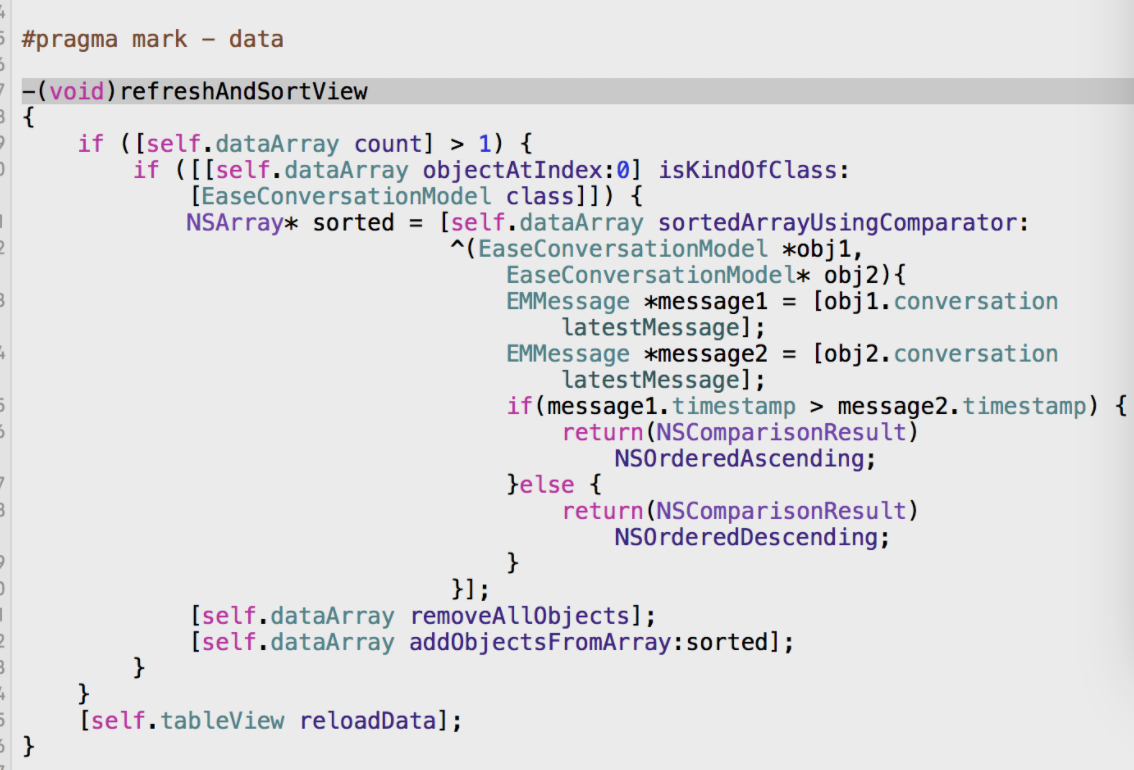 #pragma mark - data
-(void)refreshAndSortView
{
    if ([self.dataArray count] > 1) {
        if ([[self.dataArray objectAtIndex:0] isKindOfClass:
            [EaseConversationModel class]]) {
            NSArray* sorted = [self.dataArray sortedArrayUsingComparator:
                               ^(EaseConversationModel *obj1,
                                   EaseConversationModel* obj2){
                                   EMMessage *message1 = [obj1.conversation
                                       latestMessage];
                                   EMMessage *message2 = [obj2.conversation
                                       latestMessage];
                                   if(message1.timestamp > message2.timestamp) {
                                       return(NSComparisonResult)
                                           NSOrderedAscending;
                                   }else {
                                       return(NSComparisonResult)
                                           NSOrderedDescending;
                                   }
                               }];
            [self.dataArray removeAllObjects];
            [self.dataArray addObjectsFromArray:sorted];
        }
    }
    [self.tableView reloadData];
}